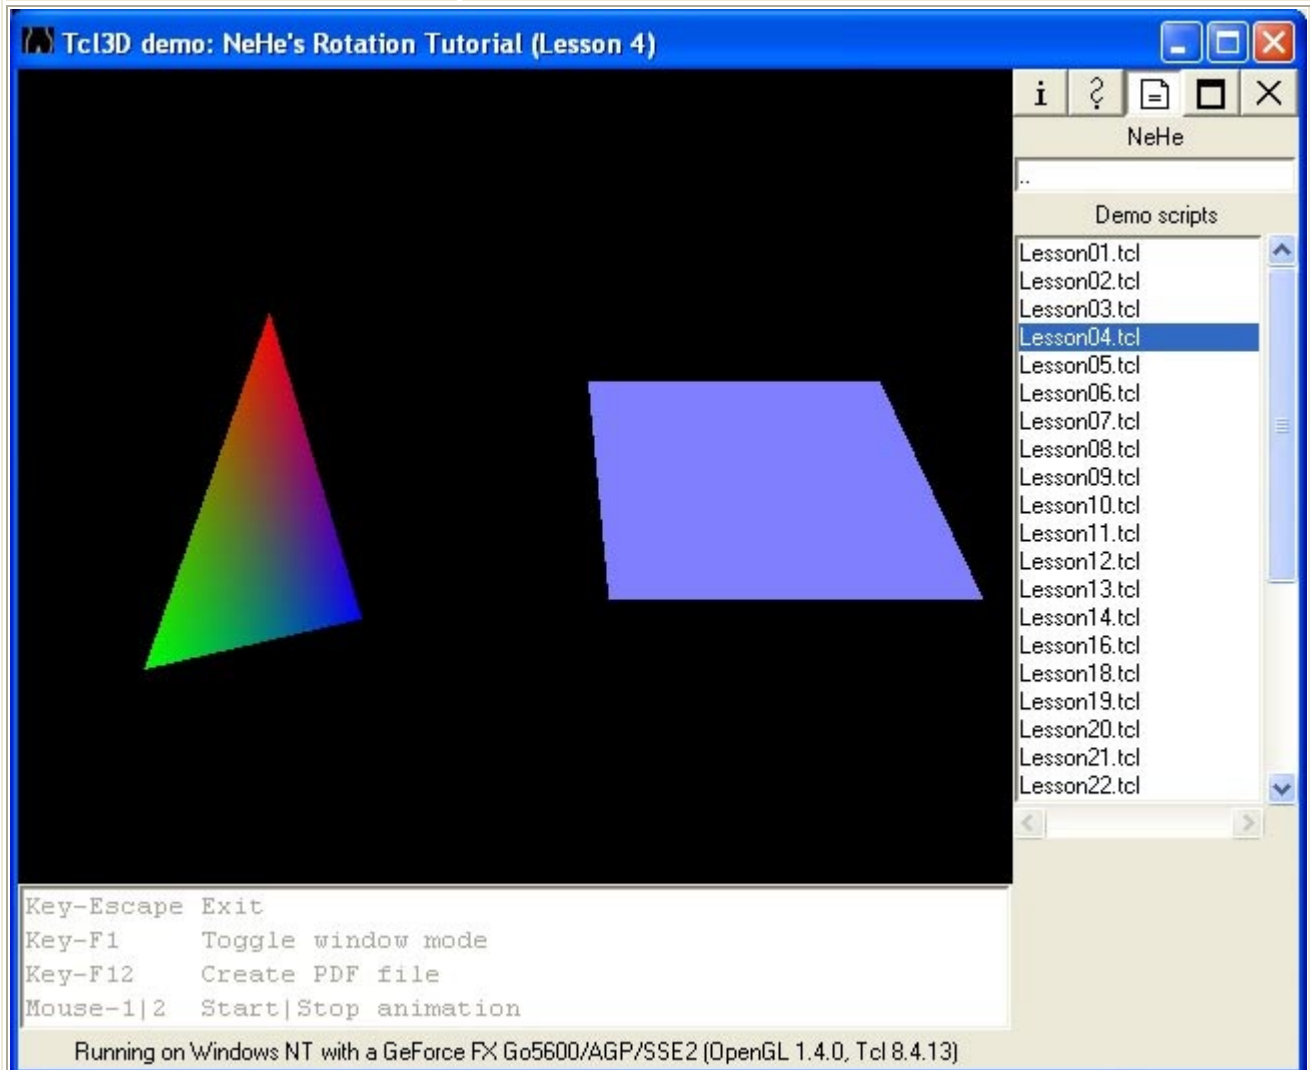 Tcl3D demo: NeHe's Rotation Tutorial (Lesson 4)
i ?
NeHe
..
Demo scripts
Lesson01.tcl
Lesson02.tcl
Lesson03.tcl
Lesson04.tcl
Lesson05.tcl
Lesson06.tcl
Lesson07.tcl
Lesson08.tcl
Lesson09.tcl
Lesson10.tcl
Lesson11.tcl
Lesson12.tcl
Lesson13.tcl
Lesson14.tcl
Lesson16.tcl
Lesson18.tcl
Lesson19.tcl
Lesson20.tcl
Lesson21.tcl
Lesson22.tcl
Key-Escape Exit
Key-F1 Toggle window mode
Key-F12 Create PDF file
Mouse-1|2 Start|Stop animation
Running on Windows NT with a GeForce FX Go5600/AGP/SSE2 (OpenGL 1.4.0, Tcl 8.4.13)